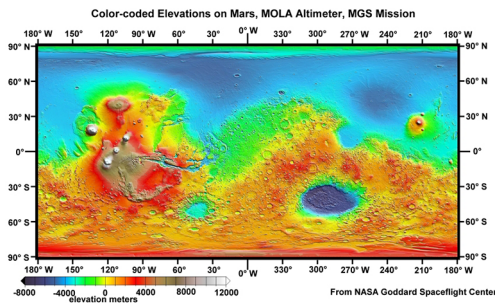 Color-coded Elevations on Mars, MOLA Altimeter, MGS Mission
180° W 150° W 120° W 90° W 60° W 30° W 0° W 330° 300° 270° W 240° W 210° W 180° W
90° N 90° N
60° N 60° N
30° N 30° N
0° 0°
30° S 30° S
60° S 60° S
90° S 90° S
180° W 150° W 120° W 90° W 60° W 30° W 0° W 330° 300° 270° W 240° W 210° W 180° W
-8000 -4000 0 4000 8000 12000
elevation meters
From NASA Goddard Spaceflight Center